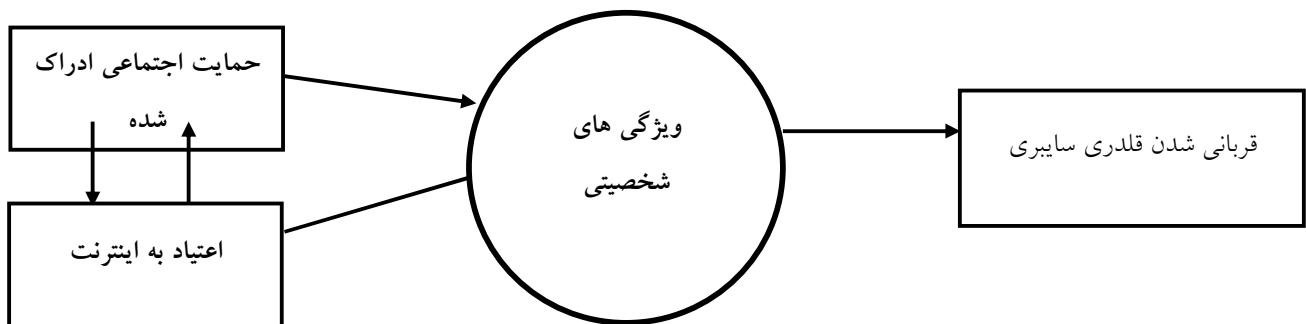 حمایت اجتماعی ادراک
شده
اعتیاد به اینترنت
ویژگی های
شخصیتی
قربانی شدن قلدری سایبری